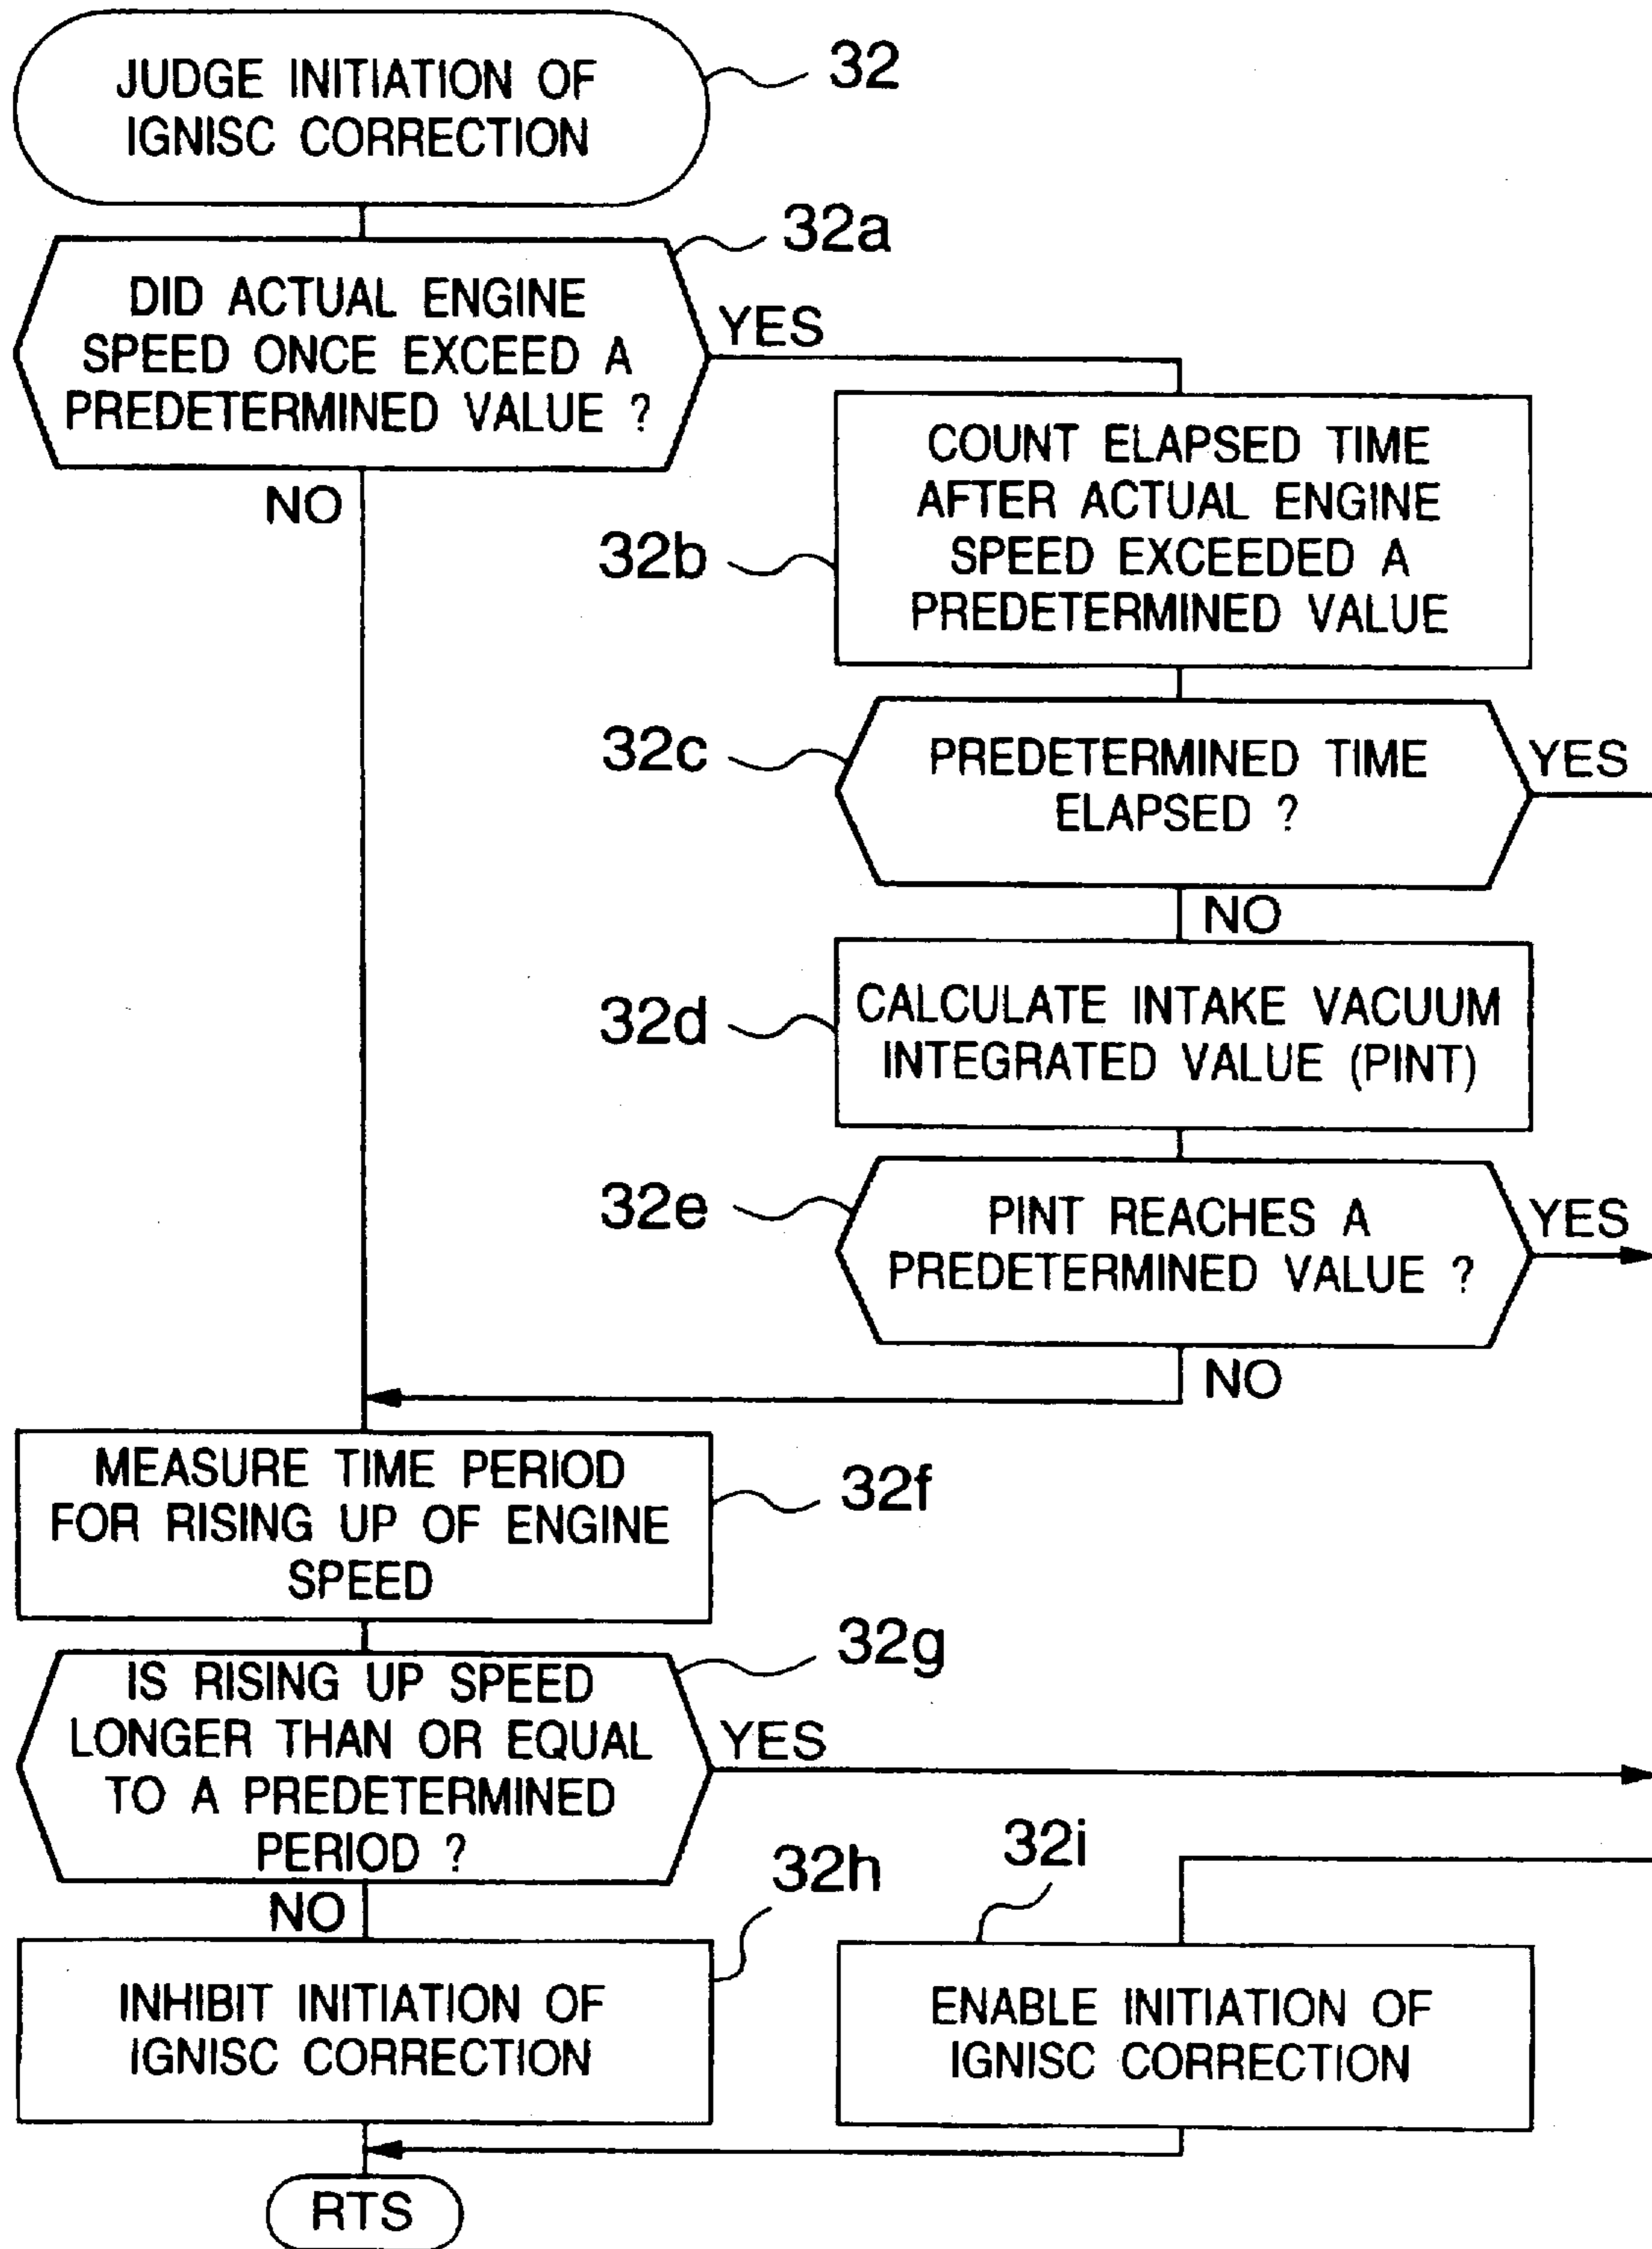 JUDGE INITIATION OF
IGNISC CORRECTION
32
DID ACTUAL ENGINE
SPEED ONCE EXCEED A
PREDETERMINED VALUE ?
32a
YES
NO
COUNT ELAPSED TIME
AFTER ACTUAL ENGINE
SPEED EXCEEDED A
PREDETERMINED VALUE
32b
32c
PREDETERMINED TIME
ELAPSED ?
YES
NO
32d
CALCULATE INTAKE VACUUM
INTEGRATED VALUE (PINT)
32e
PINT REACHES A
PREDETERMINED VALUE ?
YES
NO
MEASURE TIME PERIOD
FOR RISING UP OF ENGINE
SPEED
32f
IS RISING UP SPEED
LONGER THAN OR EQUAL
TO A PREDETERMINED
PERIOD ?
32g
YES
NO
32h
INHIBIT INITIATION OF
IGNISC CORRECTION
32i
ENABLE INITIATION OF
IGNISC CORRECTION
RTS